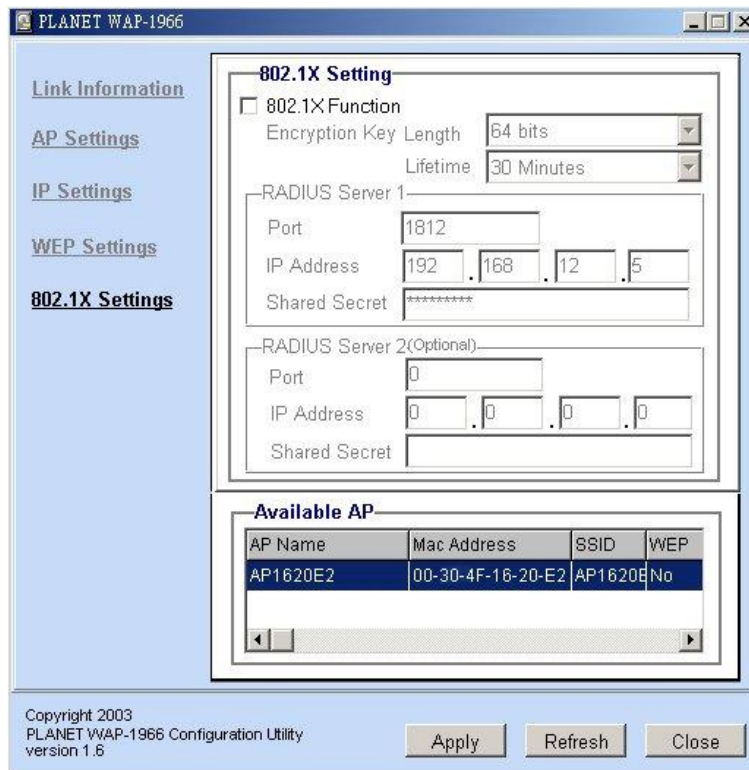 PLANET WAP-1966
Link Information
AP Settings
IP Settings
WEP Settings
802.1X Settings
802.1X Setting
802.1X Function
Encryption Key Length 64 bits
Lifetime 30 Minutes
RADIUS Server 1
Port 1812
IP Address 192 . 168 . 12 . 5
Shared Secret *********
RADIUS Server 2(Optional)
Port 0
IP Address 0 . 0 . 0 . 0
Shared Secret
Available AP
AP Name Mac Address SSID WEP
AP1620E2 00-30-4F-16-20-E2 AP1620E No
Copyright 2003
PLANET WAP-1966 Configuration Utility
version 1.6
Apply Refresh Close